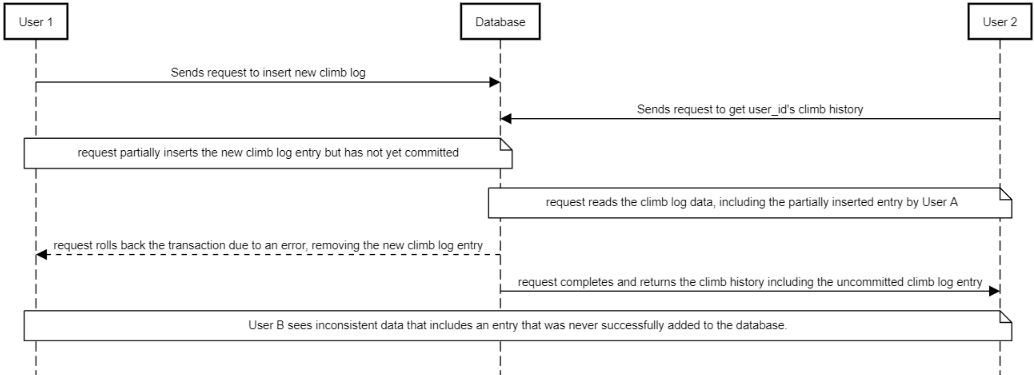 User 1
Database
User 2
Sends request to insert new climb log
Sends request to get user_id's climb history
request partially inserts the new climb log entry but has not yet committed
request reads the climb log data, including the partially inserted entry by User A
request rolls back the transaction due to an error, removing the new climb log entry
request completes and returns the climb history including the uncommitted climb log entry
User B sees inconsistent data that includes an entry that was never successfully added to the database.